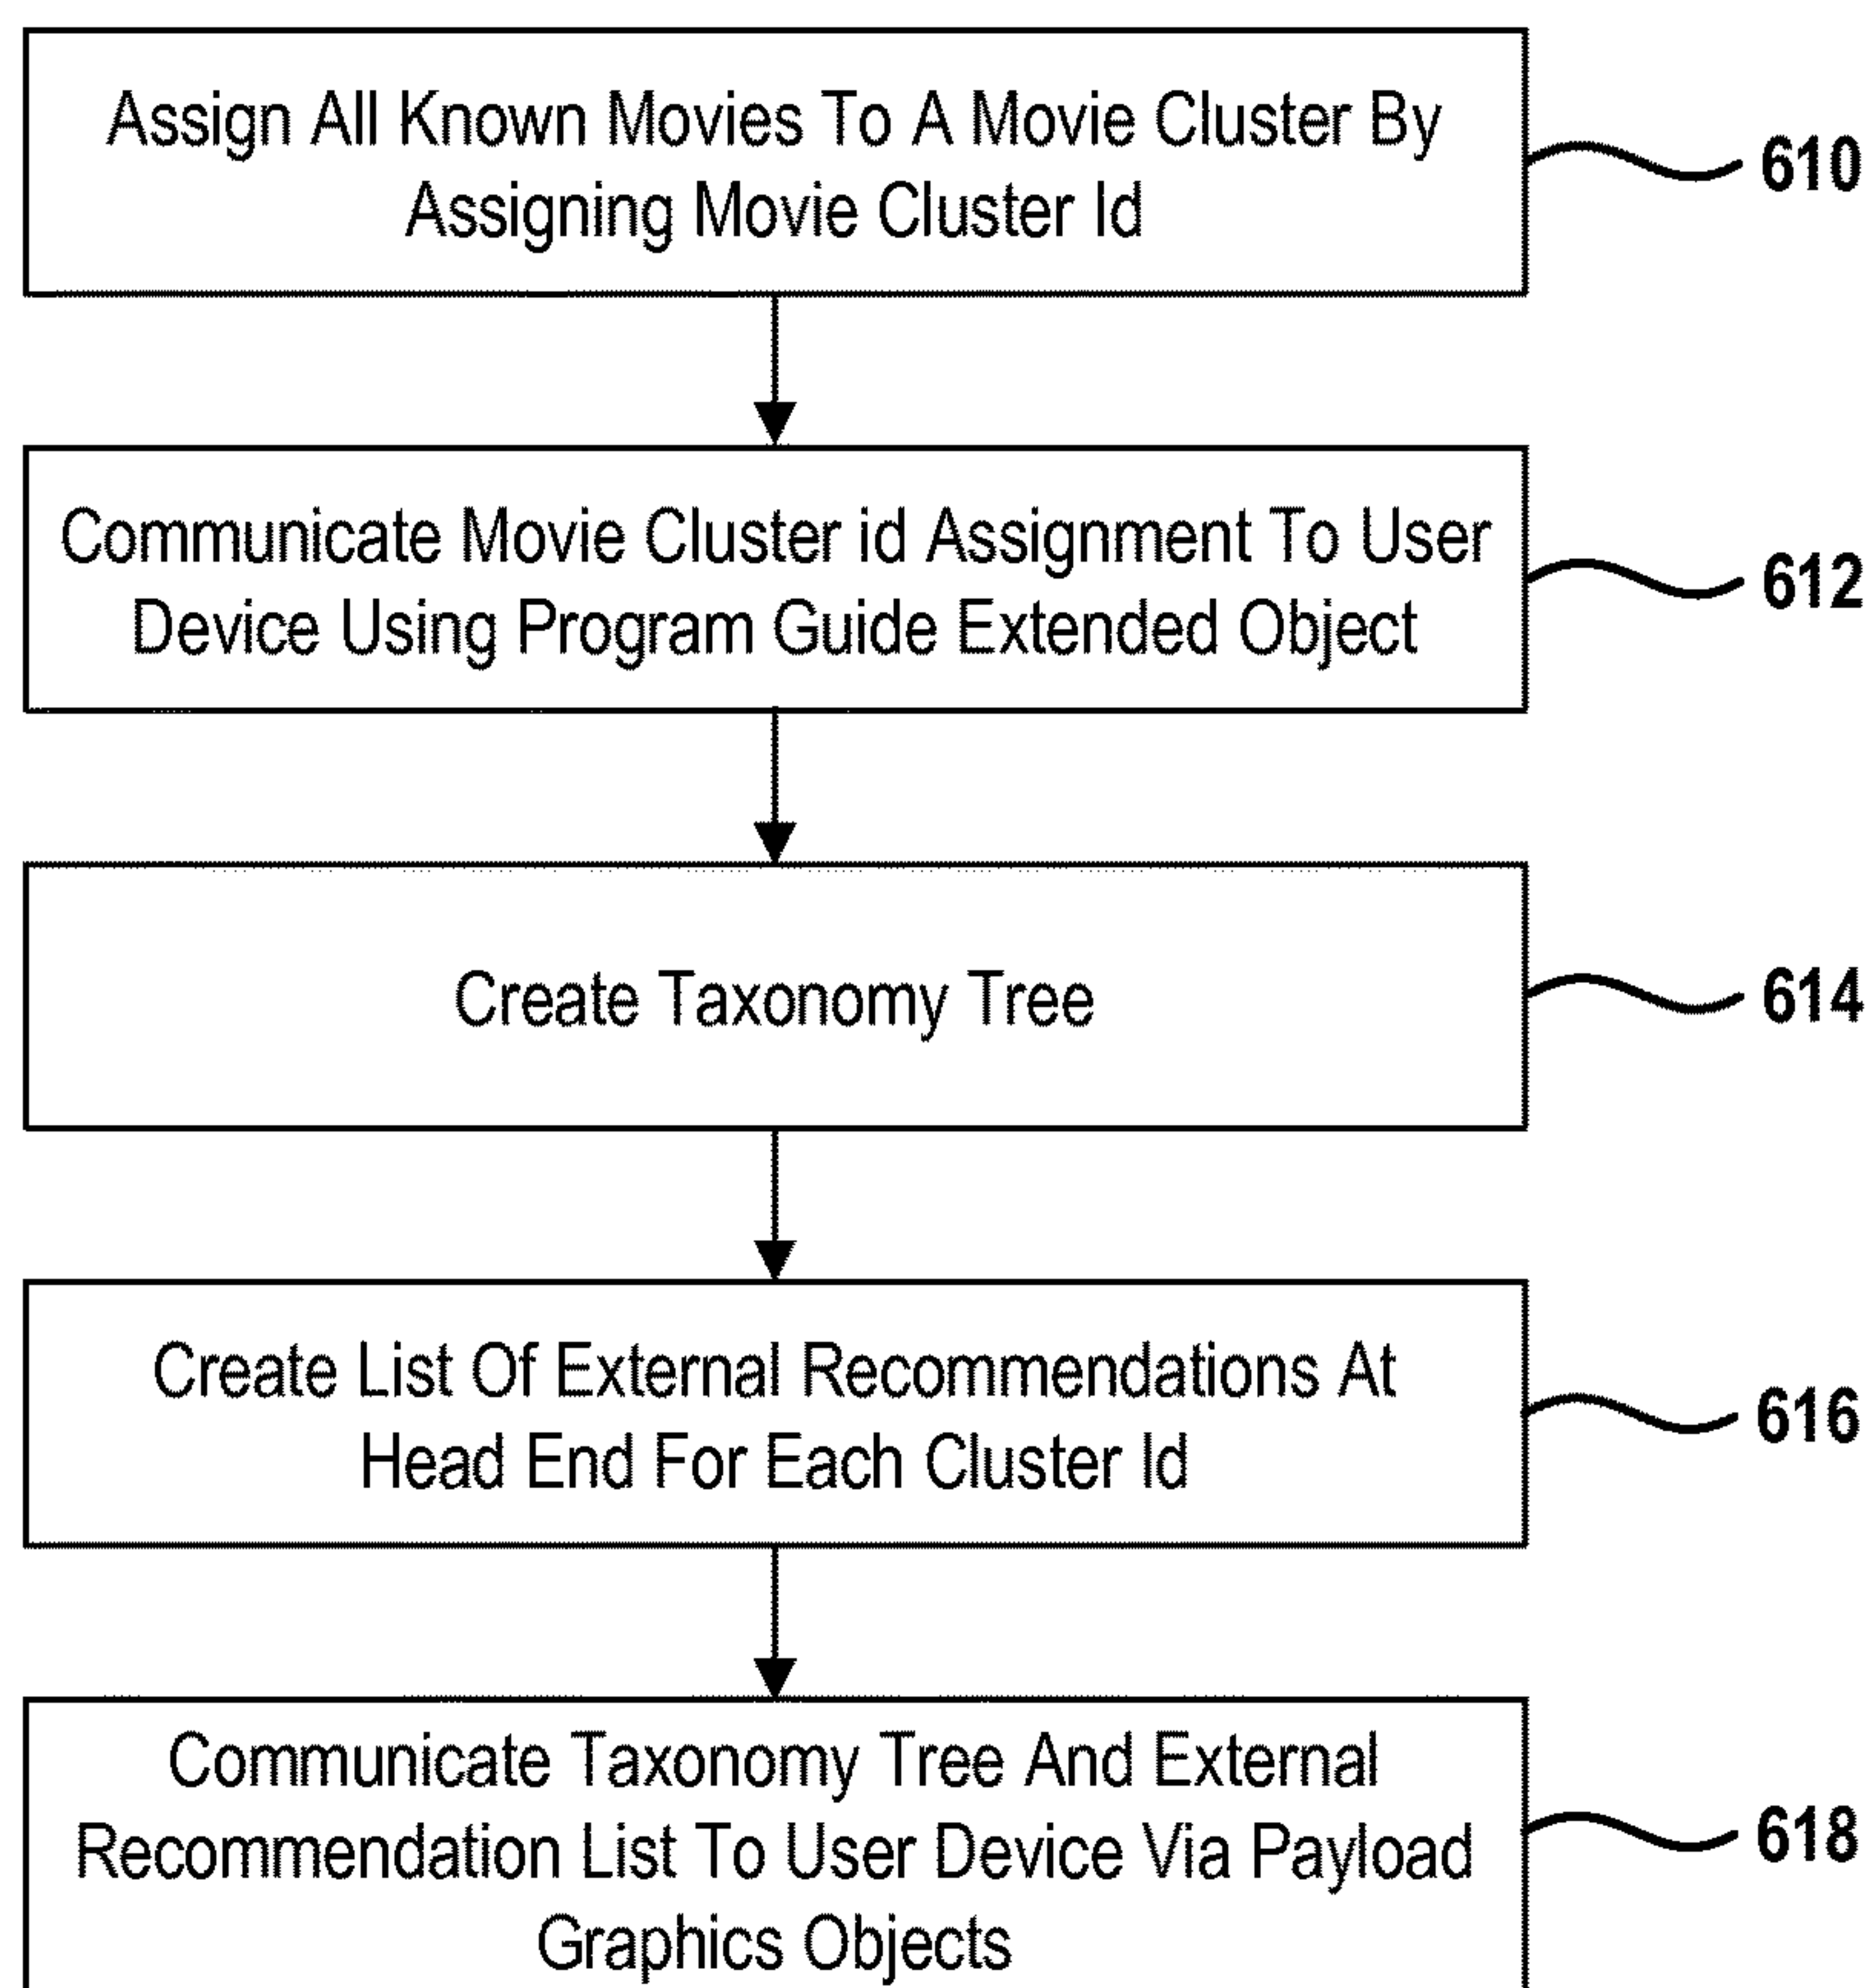 Assign All Known Movies To A Movie Cluster By
Assigning Movie Cluster Id
610
Communicate Movie Cluster id Assignment To User
Device Using Program Guide Extended Object
612
Create Taxonomy Tree
614
Create List Of External Recommendations At
Head End For Each Cluster Id
616
Communicate Taxonomy Tree And External
Recommendation List To User Device Via Payload
Graphics Objects
618